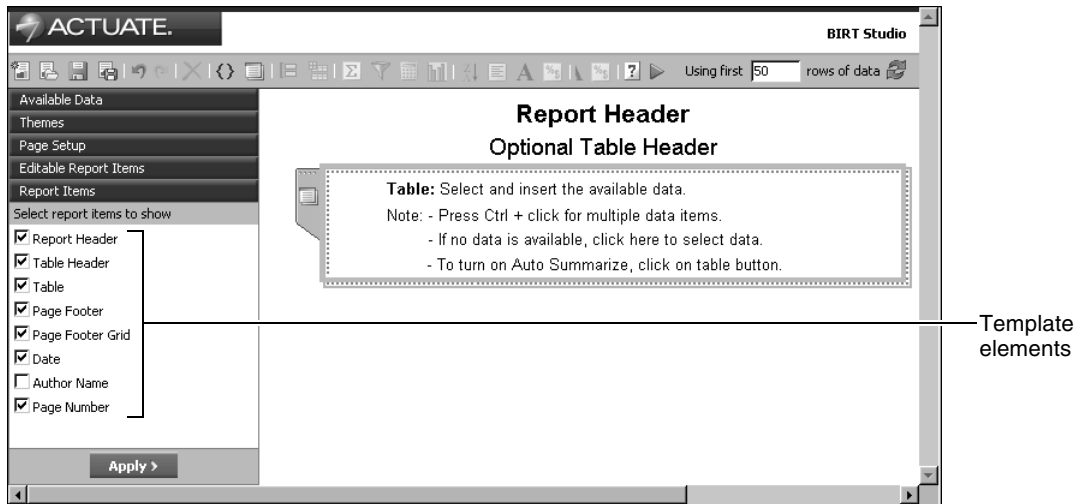 ACTUATE.
BIRT Studio
Using first 50 rows of data
Available Data
Themes
Page Setup
Editable Report Items
Report Items
Select report items to show
Report Header
Table Header
Table
Page Footer
Page Footer Grid
Date
Author Name
Page Number
Apply >
Report Header
Optional Table Header
Table: Select and insert the available data.
Note: - Press Ctrl + click for multiple data items.
- If no data is available, click here to select data.
- To turn on Auto Summarize, click on table button.
Template
elements